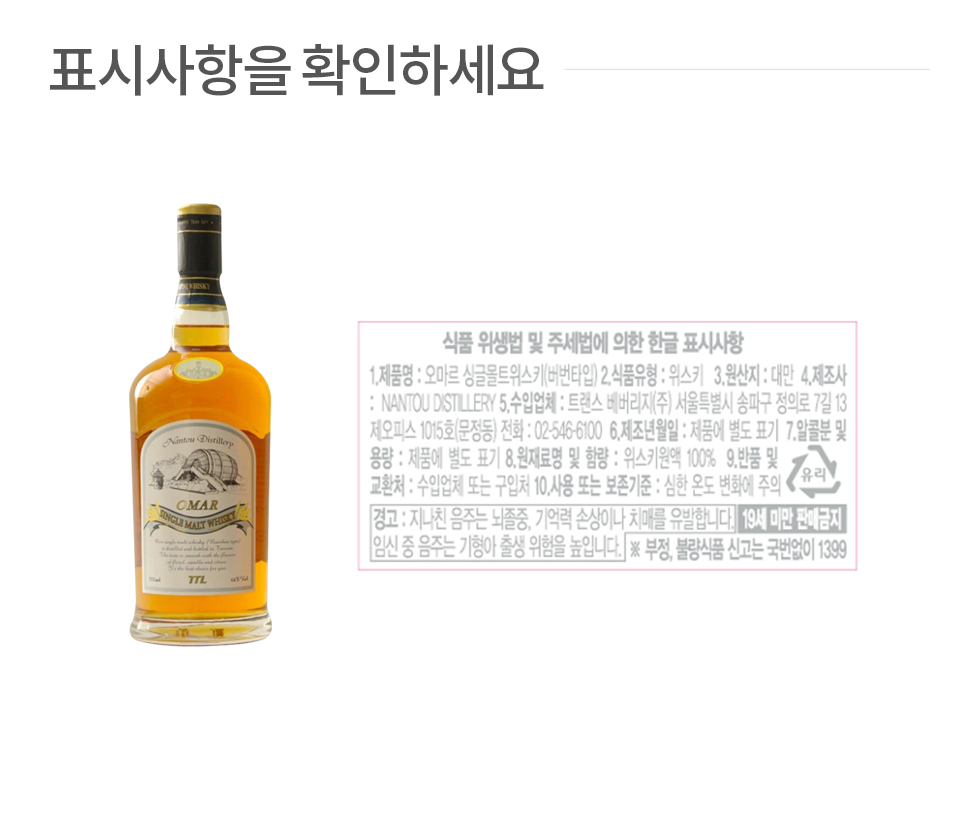 표시사항을 확인하세요
WHISKY
Nantou Distillery
OMAR
SINGLE MALT WHISKY
TTL
식품 위생법 및 주세법에 의한 한글 표시사항
1.제품명 : 오마르 싱글몰트위스키(버번타입) 2.식품유형 : 위스키 3.원산지 : 대만 4.제조사
: NANTOU DISTILLERY 5.수입업체 : 트랜스 베버리지(주) 서울특별시 송파구 정의로 7길 13
제오피스 1015호(문정동) 전화 : 02-546-6100 6.제조년월일 : 제품에 별도 표기 7.알콜분 및
용량 : 제품에 별도 표기 8.원재료명 및 함량 : 위스키원액 100% 9.반품 및
교환처 : 수입업체 또는 구입처 10.사용 또는 보존기준 : 심한 온도 변화에 주의
유리
경고 : 지나친 음주는 뇌졸중, 기억력 손상이나 치매를 유발합니다. 19세 미만 판매금지
임신 중 음주는 기형아 출생 위험을 높입니다. ※ 부정, 불량식품 신고는 국번없이 1399